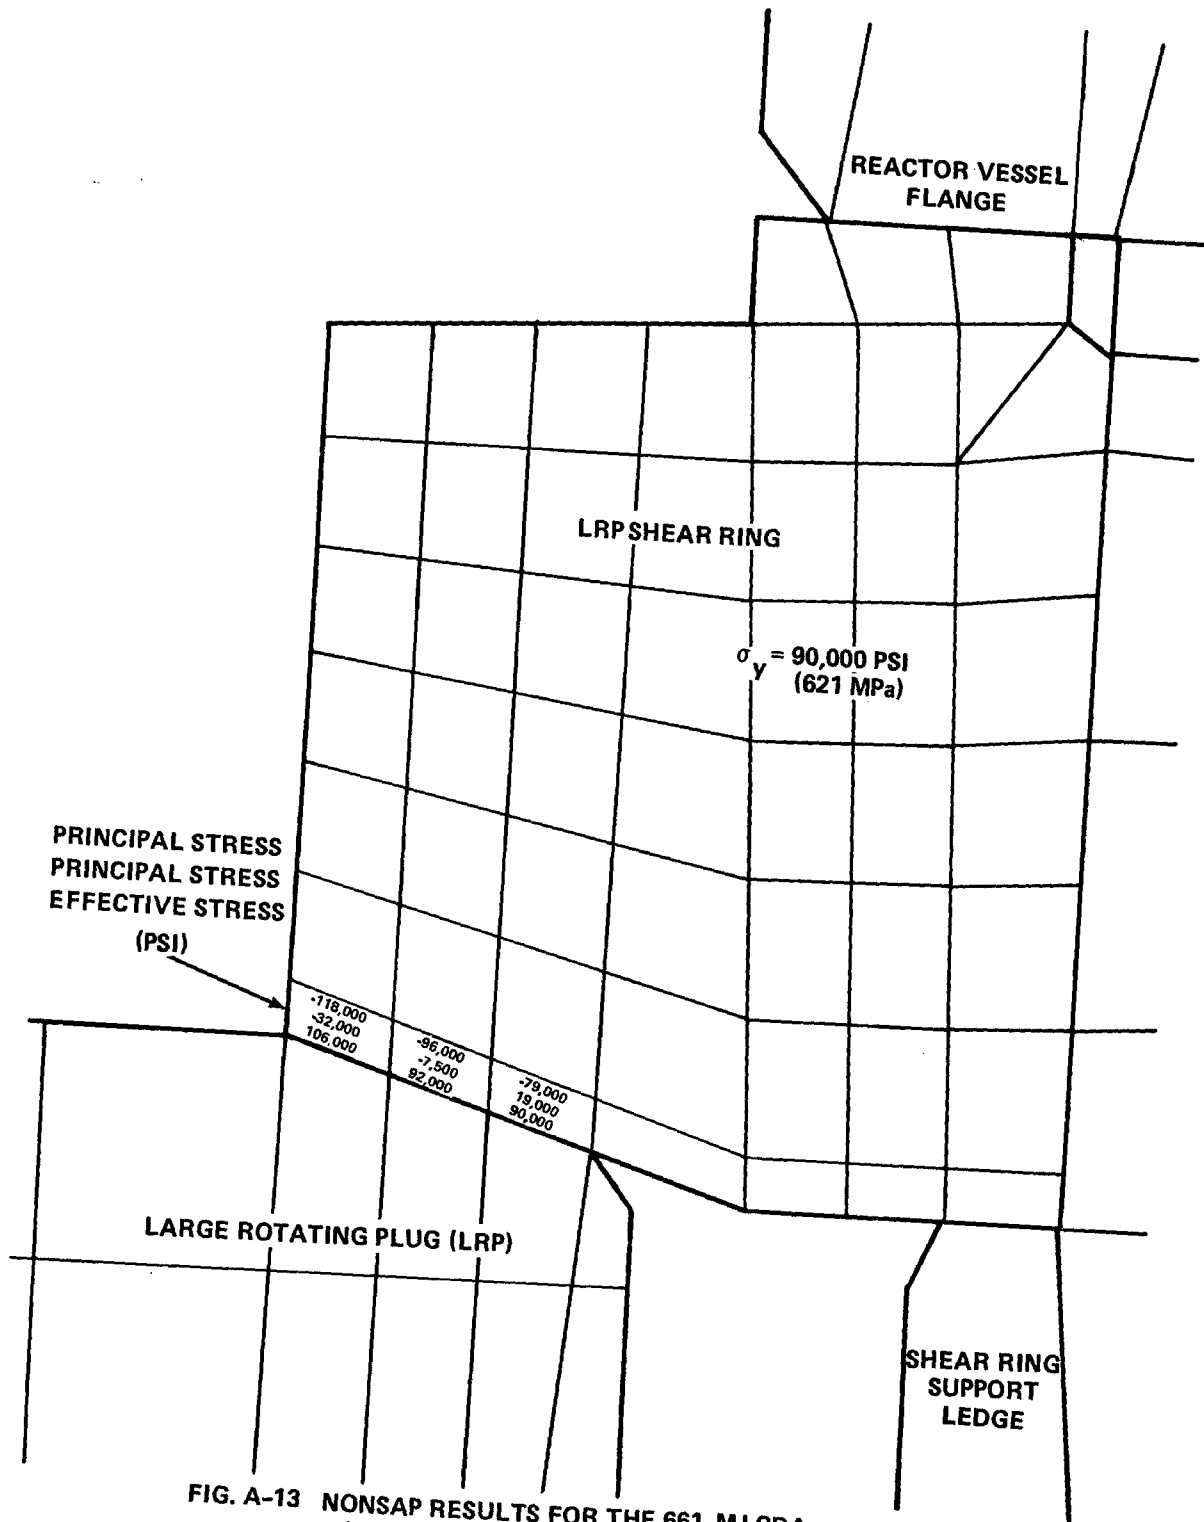 REACTOR VESSEL
FLANGE
LRP SHEAR RING
σy = 90,000 PSI
(621 MPa)
PRINCIPAL STRESS
PRINCIPAL STRESS
EFFECTIVE STRESS
(PSI)
-118,000
-32,000
106,000
-96,000
-7,500
92,000
-79,000
19,000
90,000
LARGE ROTATING PLUG (LRP)
SHEAR RING
SUPPORT
LEDGE
FIG. A-13 NONSAP RESULTS FOR THE 661